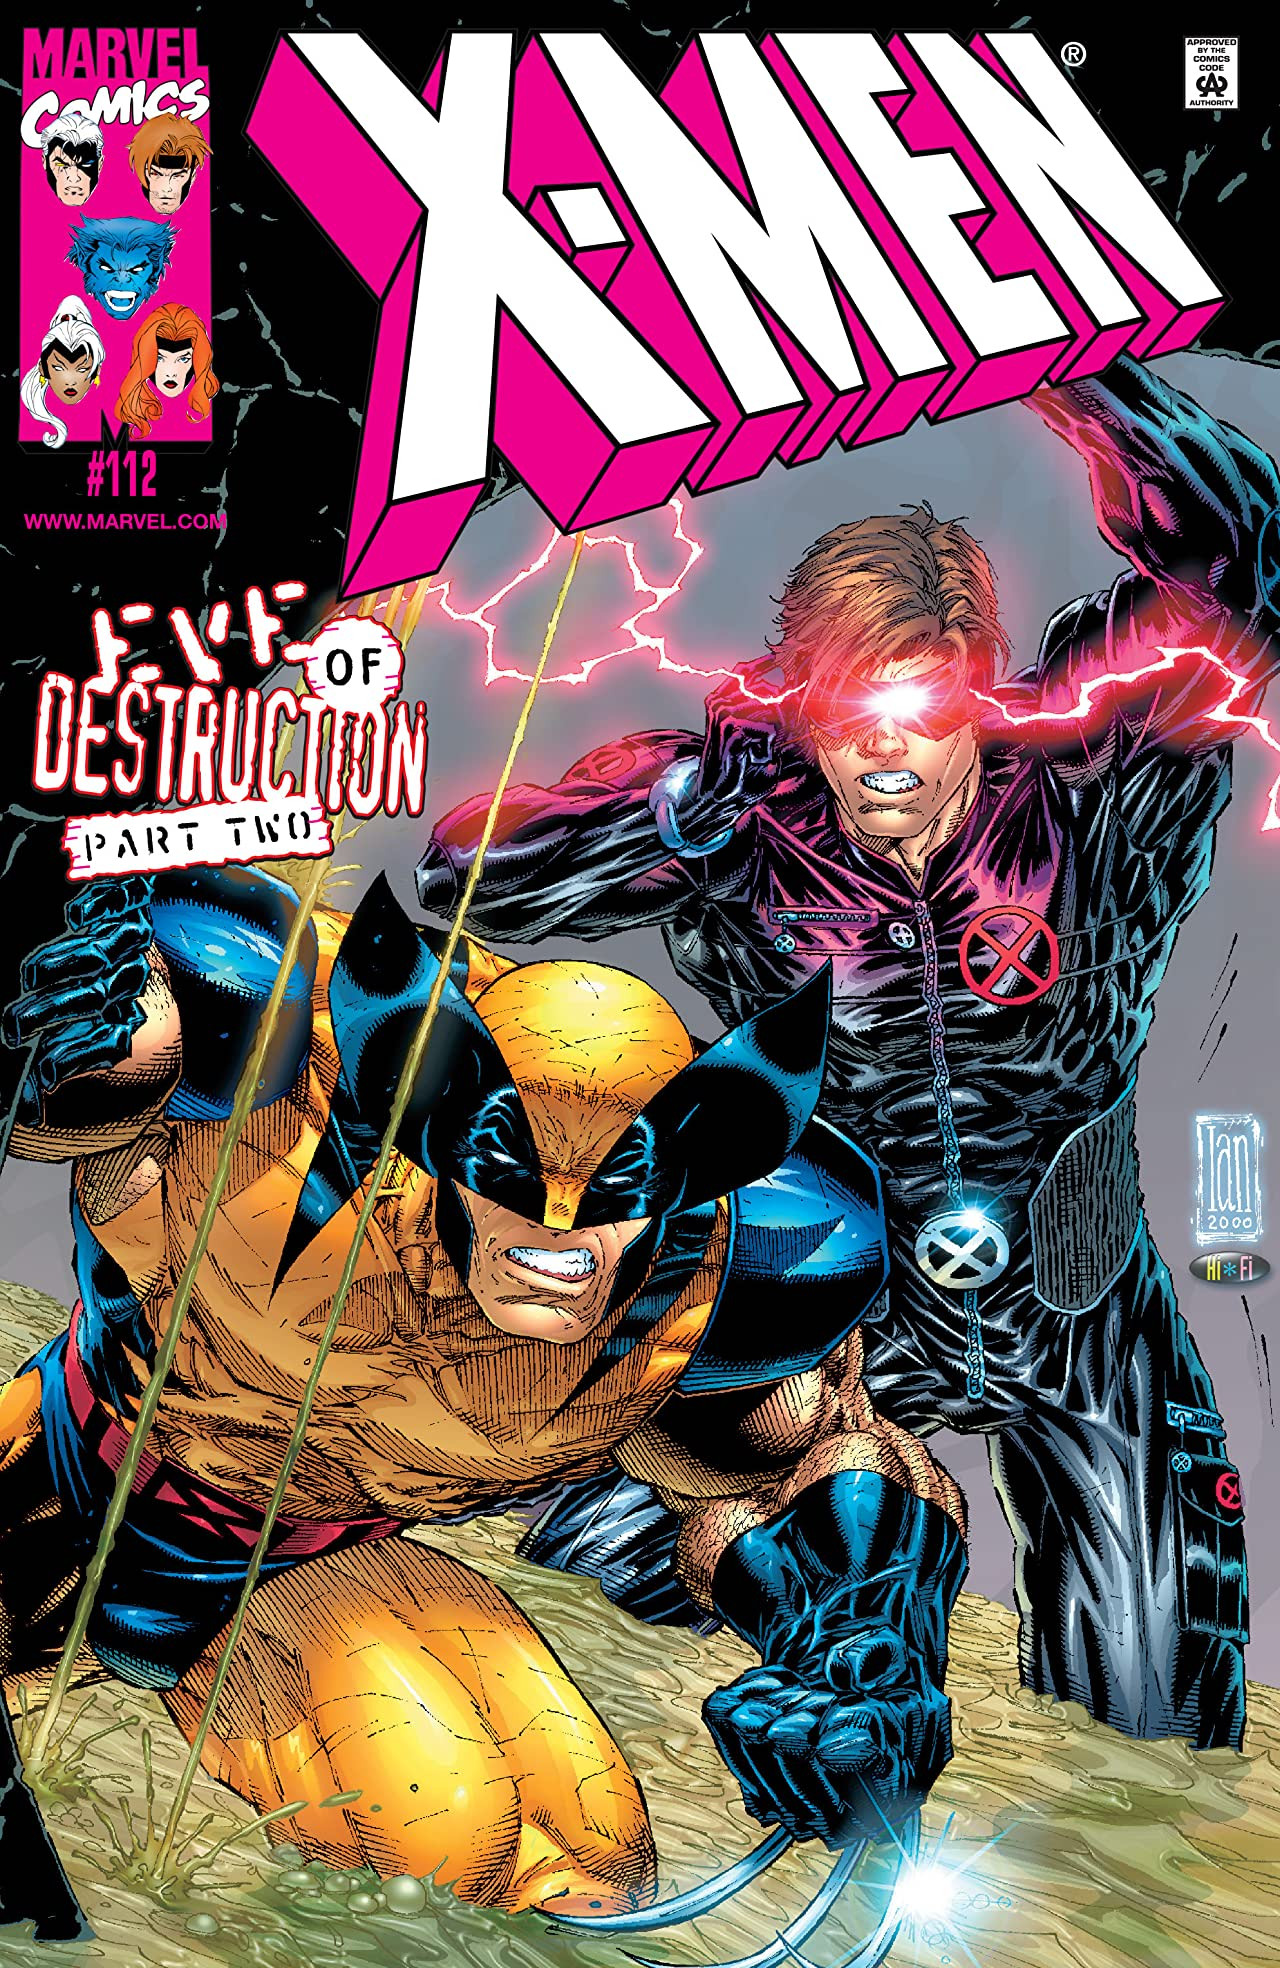 MARVEL
COMICS
X-MEN®
APPROVED
BY THE
COMICS
CODE
CA
AUTHORITY
#112
WWW.MARVEL.COM
EVE
OF
DESTRUCTION
PART TWO
Ian
2000
Hi*Fi